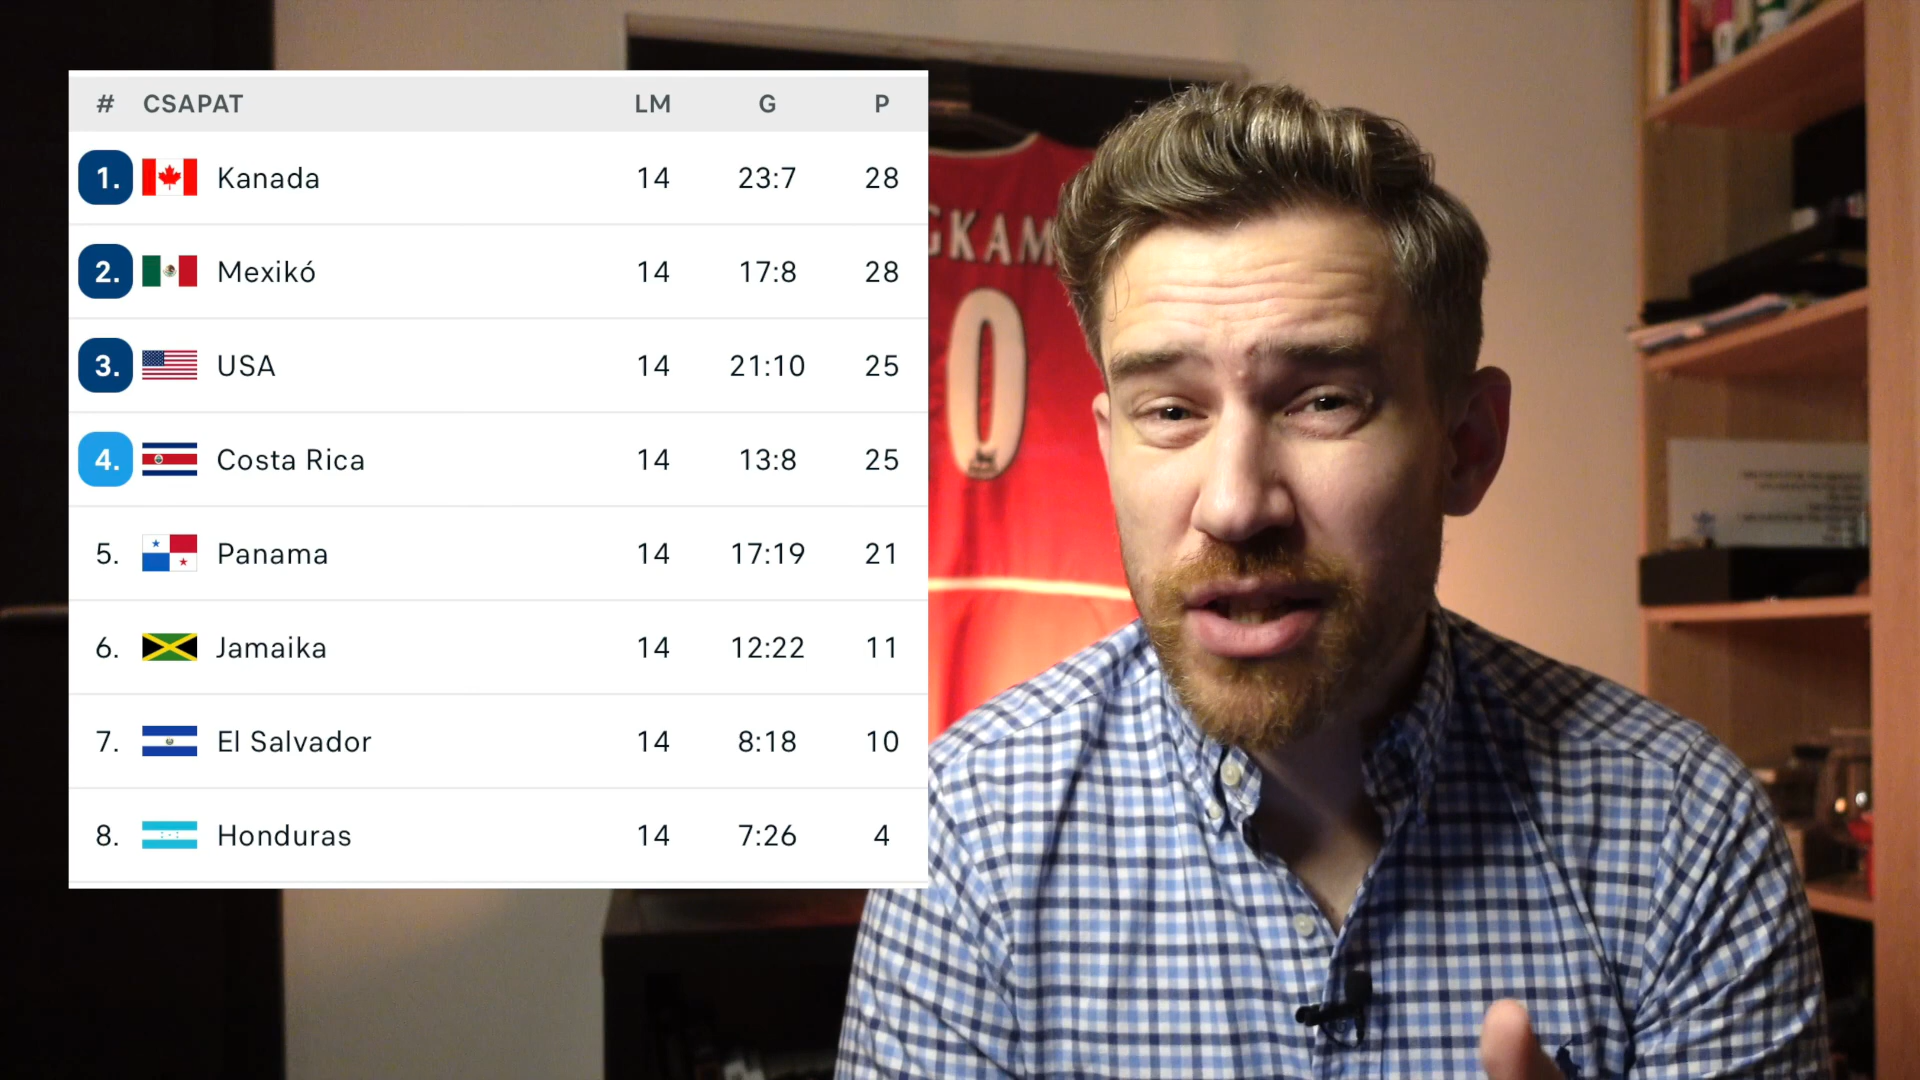 # CSAPAT LM G P
1. Kanada 14 23:7 28
2. Mexikó 14 17:8 28
3. USA 14 21:10 25
4. Costa Rica 14 13:8 25
5. Panama 14 17:19 21
6. Jamaika 14 12:22 11
7. El Salvador 14 8:18 10
8. Honduras 14 7:26 4
GKAM
0